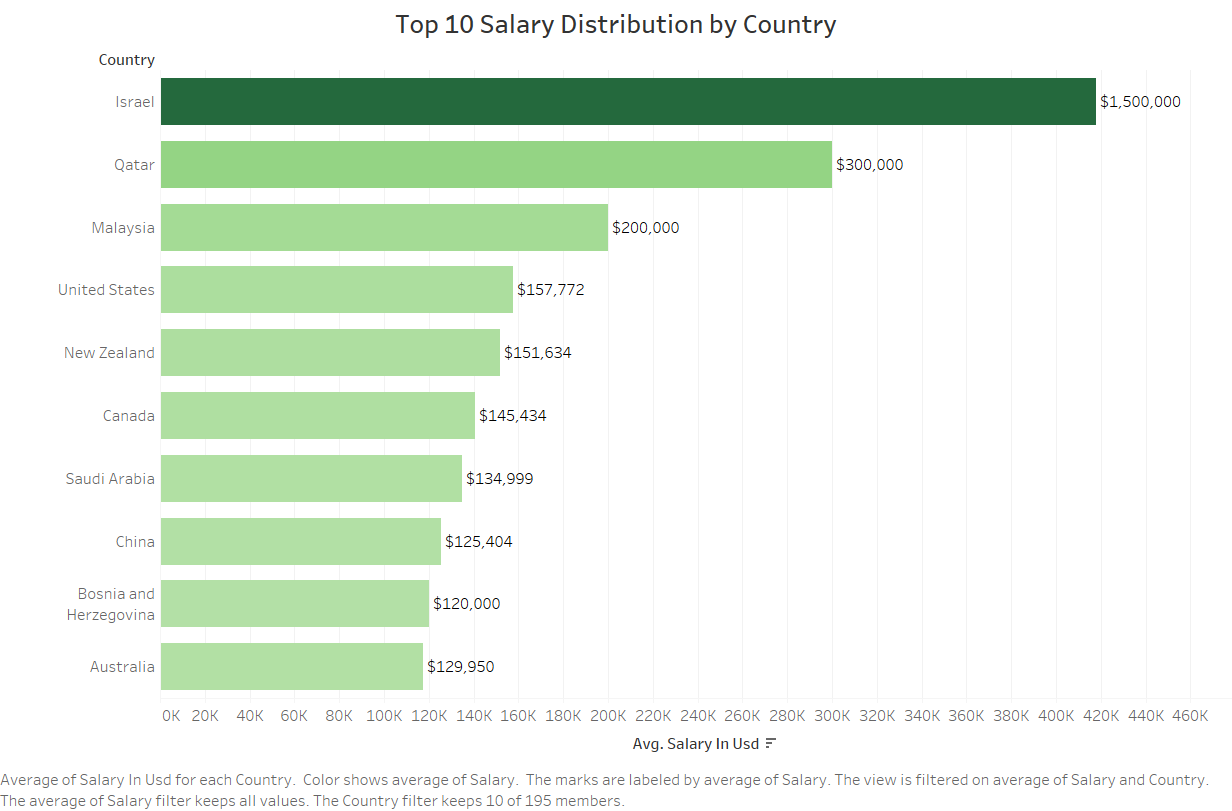 Top 10 Salary Distribution by Country
Country
Israel $1,500,000
Qatar $300,000
Malaysia $200,000
United States $157,772
New Zealand $151,634
Canada $145,434
Saudi Arabia $134,999
China $125,404
Bosnia and
Herzegovina $120,000
Australia $129,950
0K 20K 40K 60K 80K 100K 120K 140K 160K 180K 200K 220K 240K 260K 280K 300K 320K 340K 360K 380K 400K 420K 440K 460K
Avg. Salary In Usd
Average of Salary In Usd for each Country. Color shows average of Salary. The marks are labeled by average of Salary. The view is filtered on average of Salary and Country.
The average of Salary filter keeps all values. The Country filter keeps 10 of 195 members.